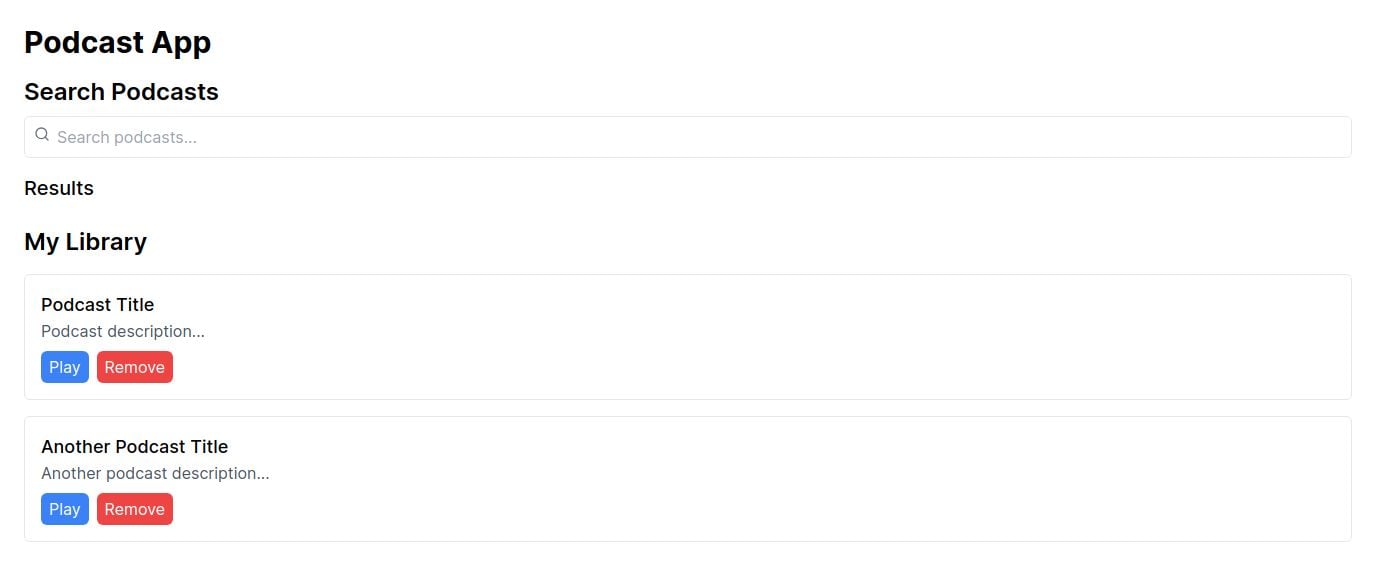 Podcast App
Search Podcasts
Search podcasts...
Results
My Library
Podcast Title
Podcast description...
Play Remove
Another Podcast Title
Another podcast description...
Play Remove